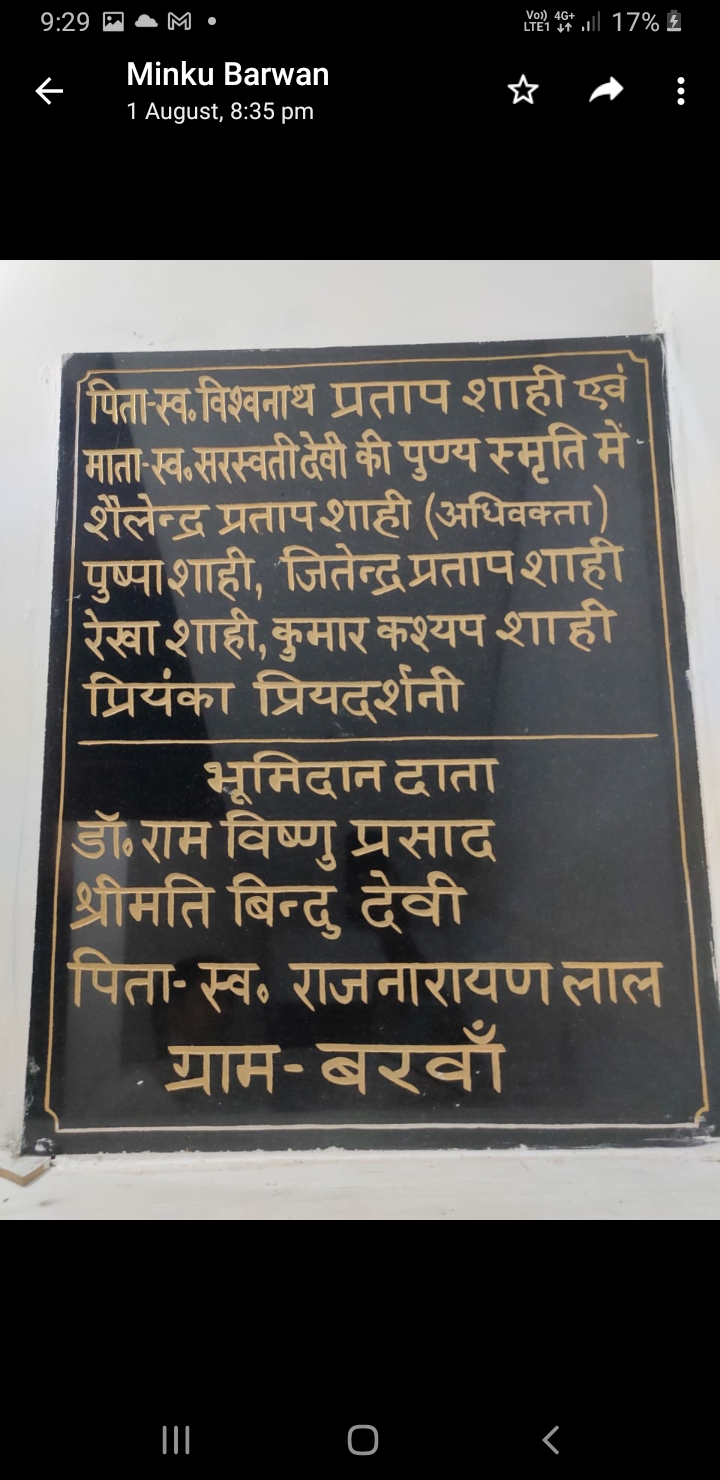 9:29
Vo)) 4G+
LTE1 17%
Minku Barwan
1 August, 8:35 pm
पिता-स्व॰ विश्वनाथ प्रताप शाही एवं
माता-स्व॰ सरस्वती देवी की पुण्य स्मृति में
शैलेन्द्र प्रताप शाही (अधिवक्ता)
पुष्पा शाही, जितेन्द्र प्रताप शाही
रेखा शाही, कुमार कश्यप शाही
प्रियंका प्रियदर्शनी
भूमिदान दाता
डॉ॰ राम विष्णु प्रसाद
श्रीमति बिन्दु देवी
पिता- स्व॰ राजनारायण लाल
ग्राम- बरवाँ